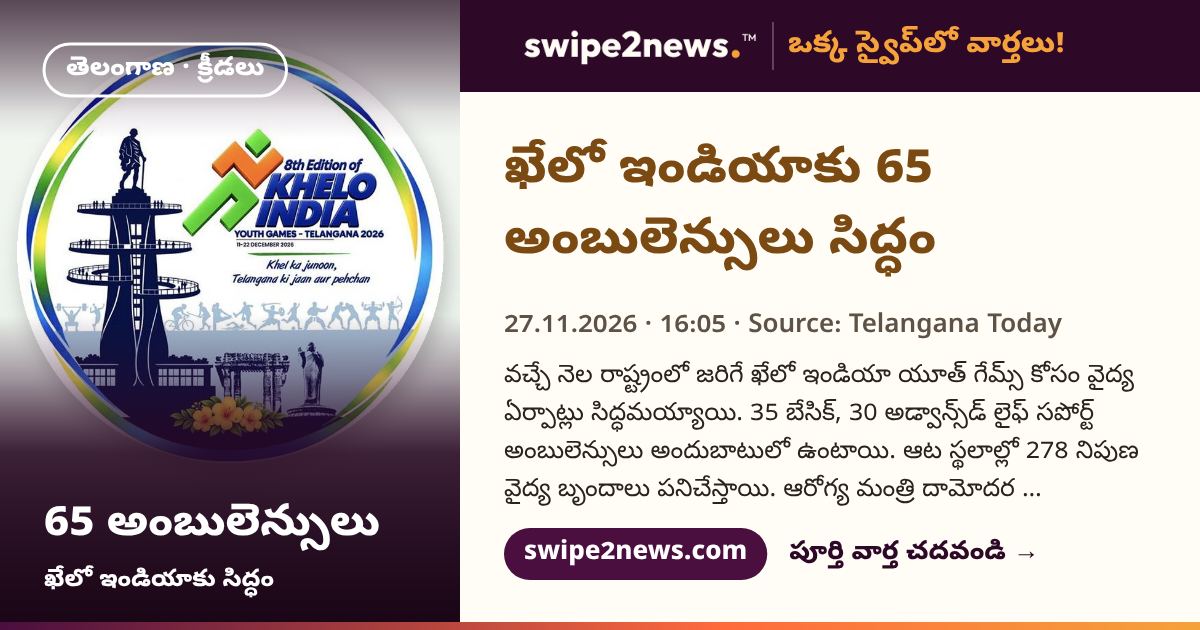 తెలంగాణ · క్రీడలు
8th Edition of
KHELO
INDIA
YOUTH GAMES - TELANGANA 2026
11-22 DECEMBER 2026
Khel ka junoon,
Telangana ki jaan aur pehchan
65 అంబులెన్సులు
ఖేలో ఇండియాకు సిద్ధం
swipe2news.™ ఒక్క స్వైప్‌లో వార్తలు!
ఖేలో ఇండియాకు 65
అంబులెన్సులు సిద్ధం
27.11.2026 · 16:05 · Source: Telangana Today
వచ్చే నెల రాష్ట్రంలో జరిగే ఖేలో ఇండియా యూత్ గేమ్స్ కోసం వైద్య
ఏర్పాట్లు సిద్ధమయ్యాయి. 35 బేసిక్, 30 అడ్వాన్స్‌డ్ లైఫ్ సపోర్ట్
అంబులెన్సులు అందుబాటులో ఉంటాయి. ఆట స్థలాల్లో 278 నిపుణ
వైద్య బృందాలు పనిచేస్తాయి. ఆరోగ్య మంత్రి దామోదర ...
swipe2news.com పూర్తి వార్త చదవండి →